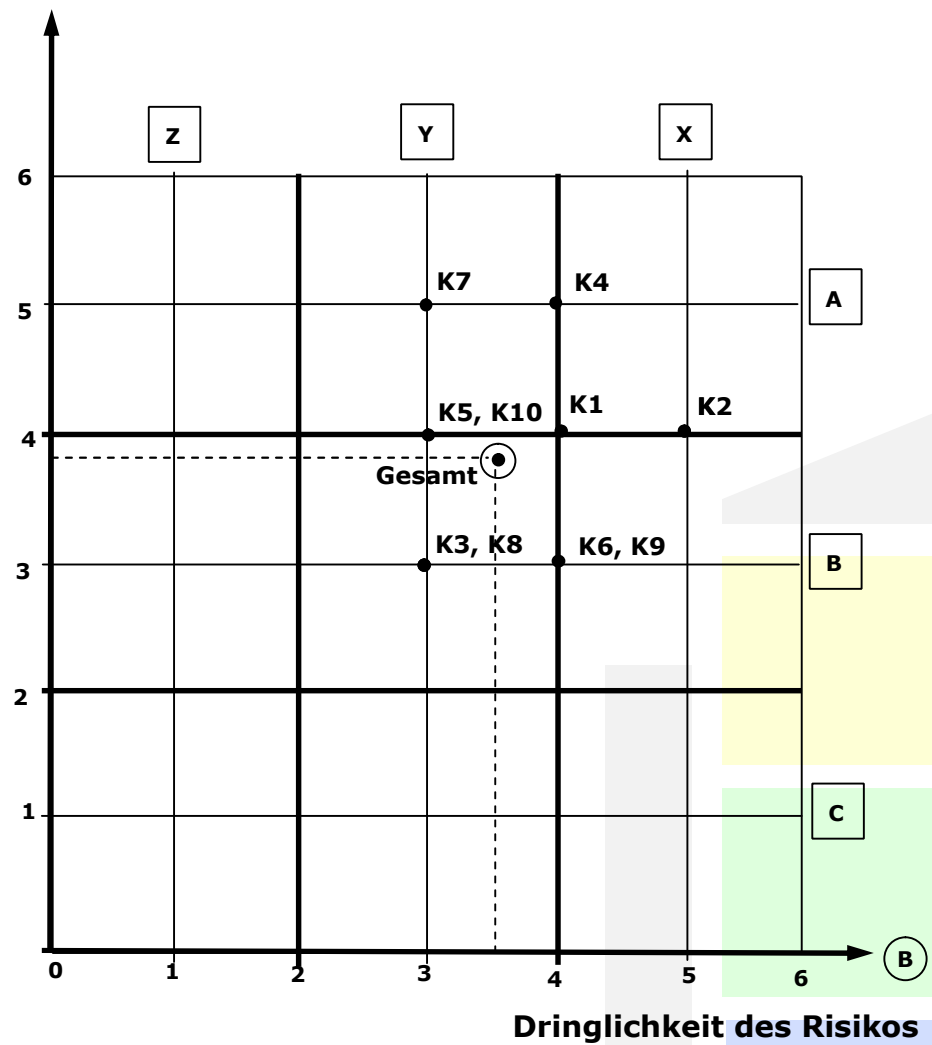 Z Y X
6
K7 K4
A
5
K5, K10 K1 K2
4
Gesamt
K3, K8 K6, K9
B
3
2
1
C
0 1 2 3 4 5 6
B
Dringlichkeit des Risikos